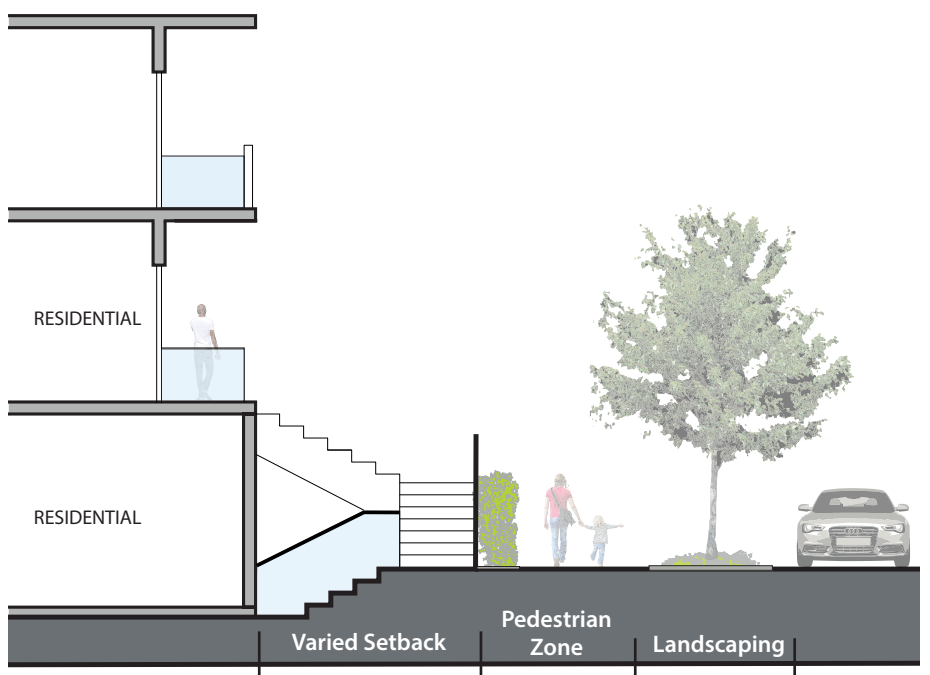 RESIDENTIAL
RESIDENTIAL
Varied Setback
Pedestrian
Zone
Landscaping